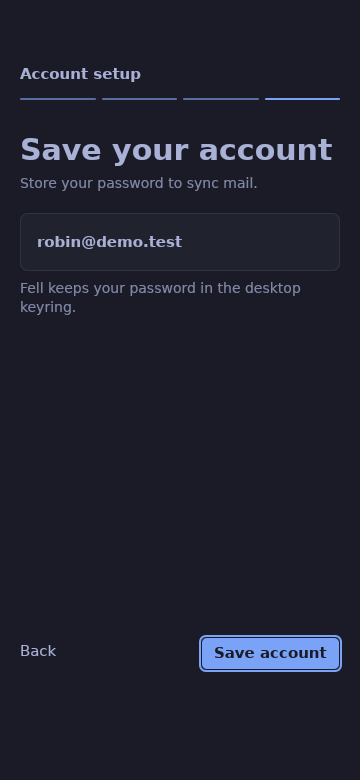 Account setup
Save your account
Store your password to sync mail.
robin@demo.test
Fell keeps your password in the desktop
keyring.
Back
Save account